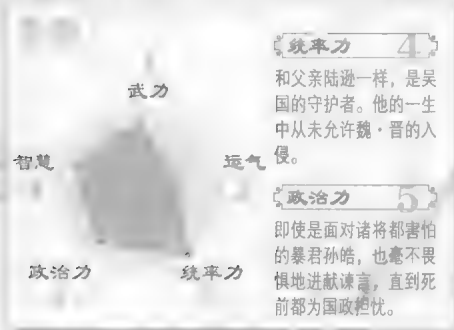 武力
智慧
运气
政治力
统率力
统率力 4
和父亲陆逊一样，是吴
国的守护者。他的一生
中从未允许魏·晋的入
侵。
政治力 5
即使是面对诸将都害怕
的暴君孙皓，也毫不畏
惧地进献谏言，直到死
前都为国政担忧。